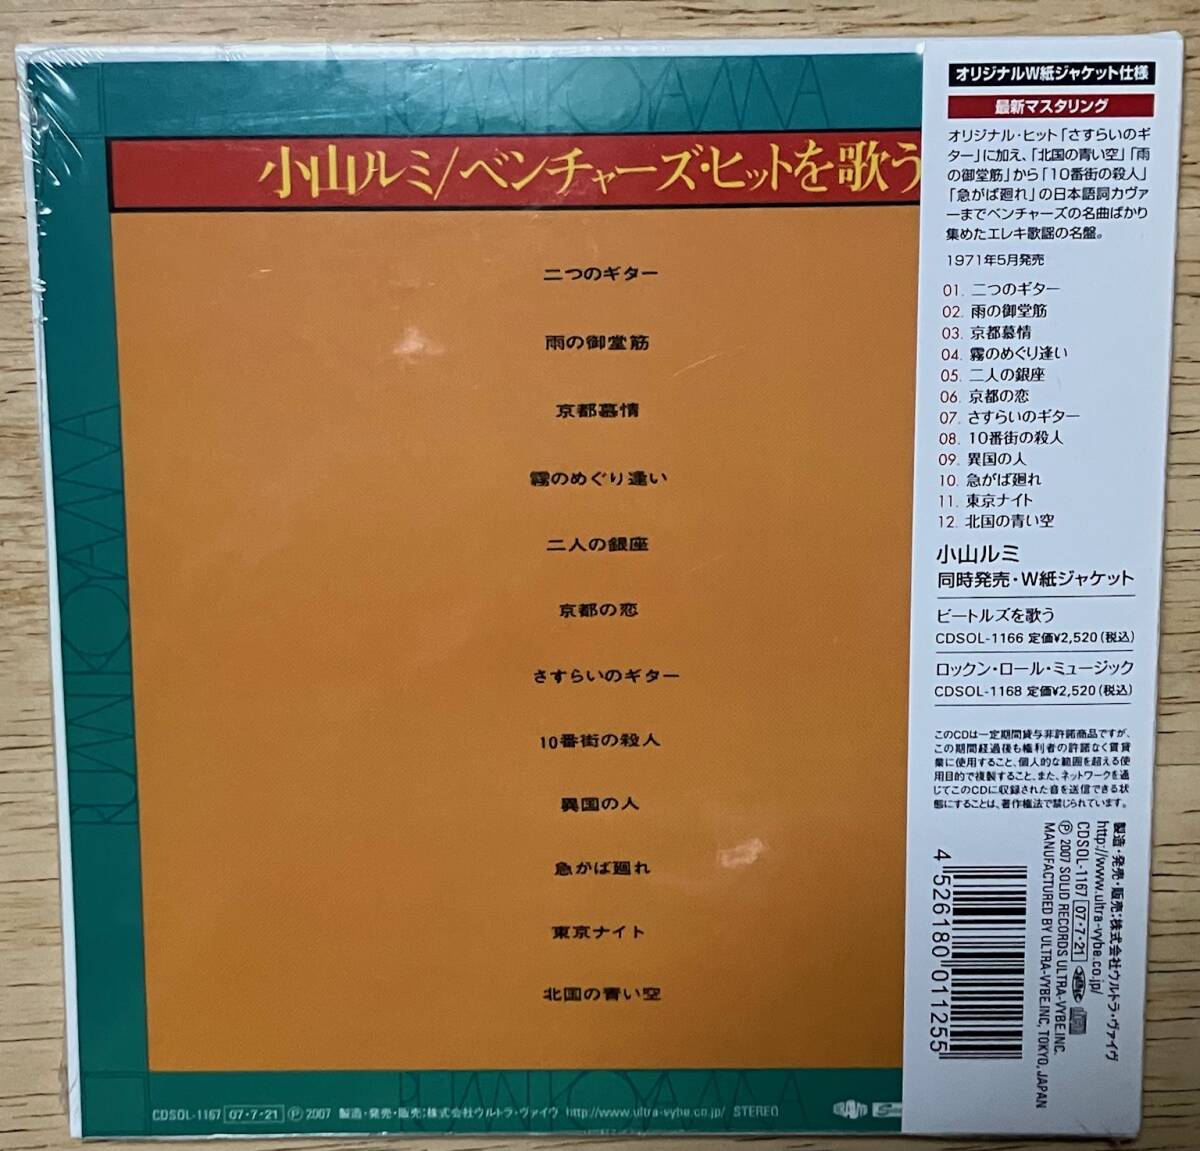 RUMI KOYAMA
小山ルミ/ベンチャーズ・ヒットを歌う
二つのギター
雨の御堂筋
京都慕情
霧のめぐり逢い
二人の銀座
京都の恋
さすらいのギター
10番街の殺人
異国の人
急がば廻れ
東京ナイト
北国の青い空
RUMI KOYAMA
RUMI KOYAMA
CDSOL-1167 07・7・21 Ⓟ 2007 製造・発売・販売:株式会社ウルトラ・ヴァイヴ http://www.ultra-vybe.co.jp/ STEREO
オリジナルW紙ジャケット仕様
最新マスタリング
オリジナル・ヒット「さすらいのギ
ター」に加え、「北国の青い空」「雨
の御堂筋」から「10番街の殺人」
「急がば廻れ」の日本語詞カヴァ
ーまでベンチャーズの名曲ばかり
集めたエレキ歌謡の名盤。
1971年5月発売
01. 二つのギター
02. 雨の御堂筋
03. 京都慕情
04. 霧のめぐり逢い
05. 二人の銀座
06. 京都の恋
07. さすらいのギター
08. 10番街の殺人
09. 異国の人
10. 急がば廻れ
11. 東京ナイト
12. 北国の青い空
小山ルミ
同時発売・W紙ジャケット
ビートルズを歌う
CDSOL-1166 定価¥2,520(税込)
ロックン・ロール・ミュージック
CDSOL-1168 定価¥2,520(税込)
このCDは一定期間貸与非許諾商品ですが、
この期間経過後も権利者の許諾なく賃貸
業に使用すること、個人的な範囲を超える使
用目的で複製すること、また、ネットワークを通
じてこのCDに収録された音を送信できる状
態にすることは、著作権法で禁じられています。
製造・発売・販売:株式会社ウルトラ・ヴァイヴ
http://www.ultra-vybe.co.jp/
CDSOL-1167 07・7・21
Ⓟ 2007 SOLID RECORDS ULTRA-VYBE.INC.
MANUFACTURED BY ULTRA-VYBE.INC, TOKYO, JAPAN
4 526180 011255